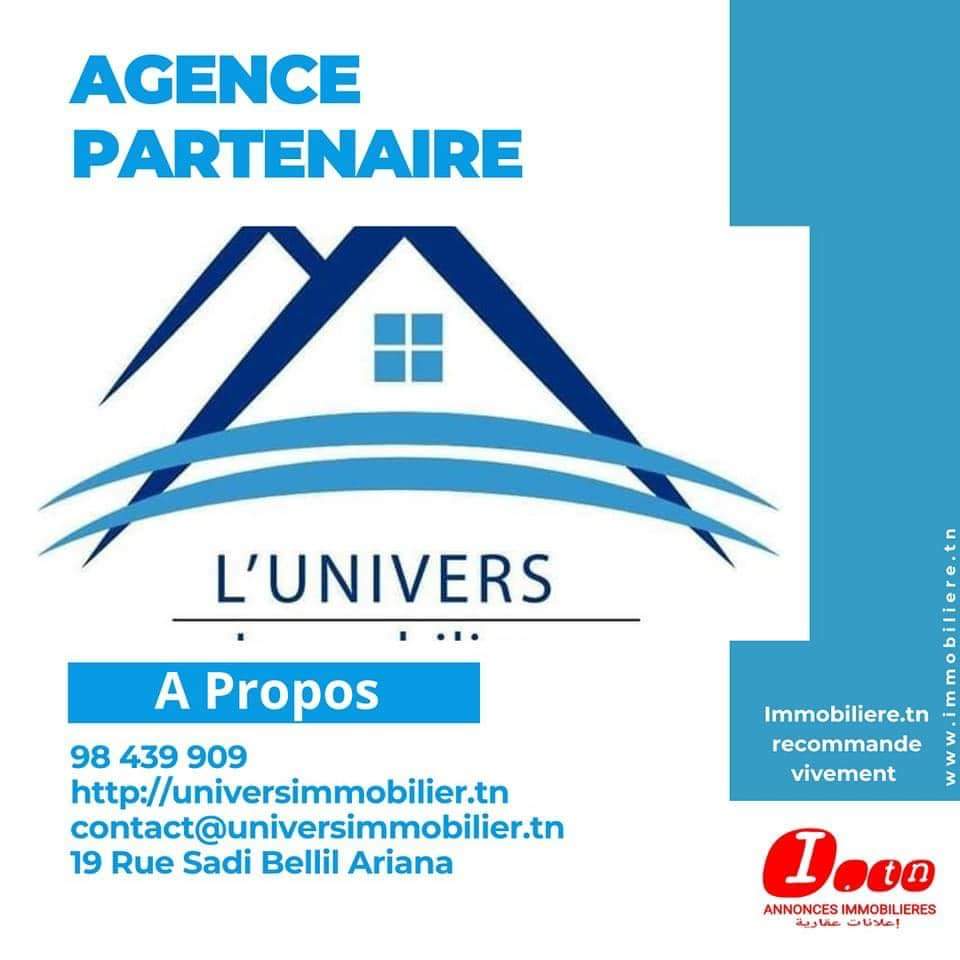 AGENCE
PARTENAIRE
L'UNIVERS
A Propos
98 439 909
http://universimmobilier.tn
contact@universimmobilier.tn
19 Rue Sadi Bellil Ariana
www.immobiliere.tn
Immobiliere.tn
recommande
vivement
I.tn
ANNONCES IMMOBILIERES
إعلانات عقارية